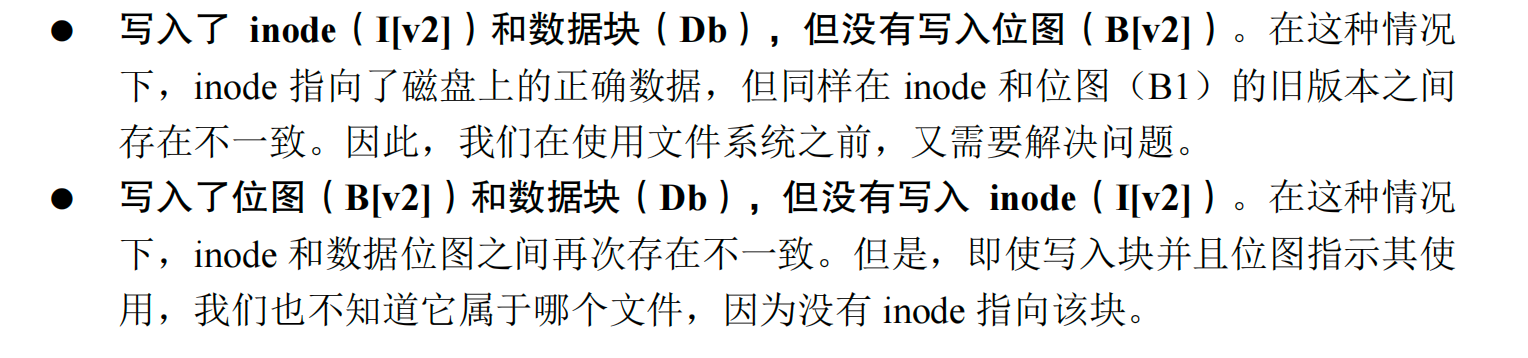 ● 写入了 inode（I[v2]）和数据块（Db），但没有写入位图（B[v2]）。在这种情况
下，inode 指向了磁盘上的正确数据，但同样在 inode 和位图（B1）的旧版本之间
存在不一致。因此，我们在使用文件系统之前，又需要解决问题。
● 写入了位图（B[v2]）和数据块（Db），但没有写入 inode（I[v2]）。在这种情况
下，inode 和数据位图之间再次存在不一致。但是，即使写入块并且位图指示其使
用，我们也不知道它属于哪个文件，因为没有 inode 指向该块。